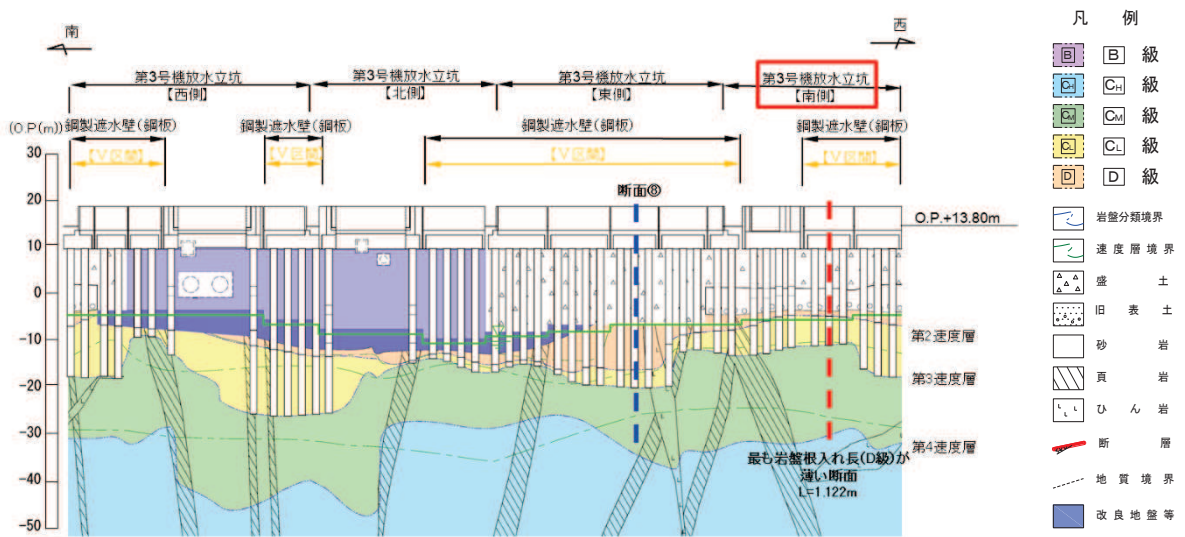 南
西
第3号機放水立坑
【西側】
第3号機放水立坑
【北側】
第3号機放水立坑
【東側】
第3号機放水立坑
【南側】
(O.P(m))
鋼製遮水壁(鋼板)
鋼製遮水壁(鋼板)
鋼製遮水壁(鋼板)
鋼製遮水壁(鋼板)
【Ⅴ区間】
【Ⅴ区間】
【Ⅴ区間】
【Ⅴ区間】
断面⑧
O.P.+13.80m
30
20
10
0
-10
-20
-30
-40
-50
第2速度層
第3速度層
第4速度層
最も岩盤根入れ長(D級)が
薄い断面
L=1.122m
凡 例
B B 級
CH CH 級
CM CM 級
CL CL 級
D D 級
岩盤分類境界
速度層境界
盛 土
旧 表 土
砂 岩
頁 岩
ひ ん 岩
断 層
地 質 境 界
改 良 地 盤 等